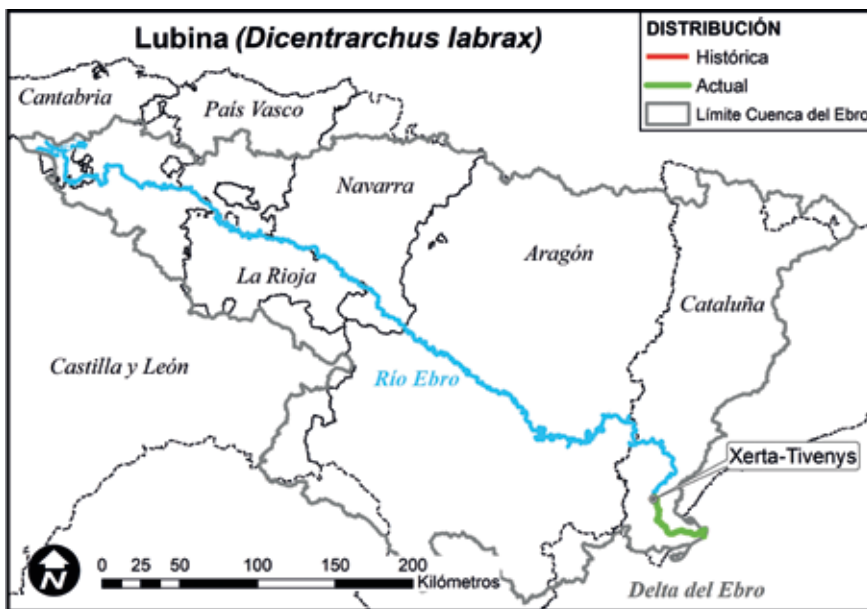 Lubina (Dicentrarchus labrax)
DISTRIBUCIÓN
Histórica
Actual
Límite Cuenca del Ebro
Cantabria
País Vasco
Navarra
Aragón
La Rioja
Cataluña
Castilla y León
Río Ebro
Xerta-Tivenys
N
0 25 50 100 150 200
Kilómetros
Delta del Ebro